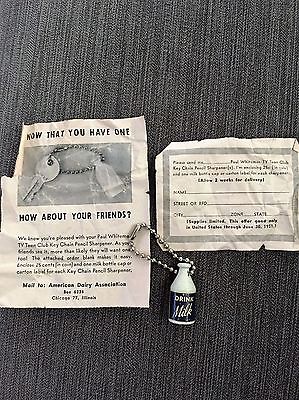 NOW THAT YOU HAVE ONE
HOW ABOUT YOUR FRIENDS?
We know you're pleased with your Paul Whiteman
TV Teen Club Key Chain Pencil Sharpener. As your
friends see it, more than likely they will want one
too! The attached order blank makes it easy.
Enclose 25 cents (in coin) and one milk bottle cap or
carton label for each Key Chain Pencil Sharpener.
Mail to: American Dairy Association
Box 6336
Chicago 77, Illinois
Please send me Paul Whiteman
TV Teen Club
Key Chain Pencil Sharpener(s). I'm enclosing 25¢ (in coin)
and one milk bottle cap or carton label for each sharpener.
(Allow 2 weeks for delivery)
NAME
STREET OR RFD
CITY ZONE STATE
(Supplies limited. This offer good only
in United States through June 30, 1951.)
DRINK
Milk